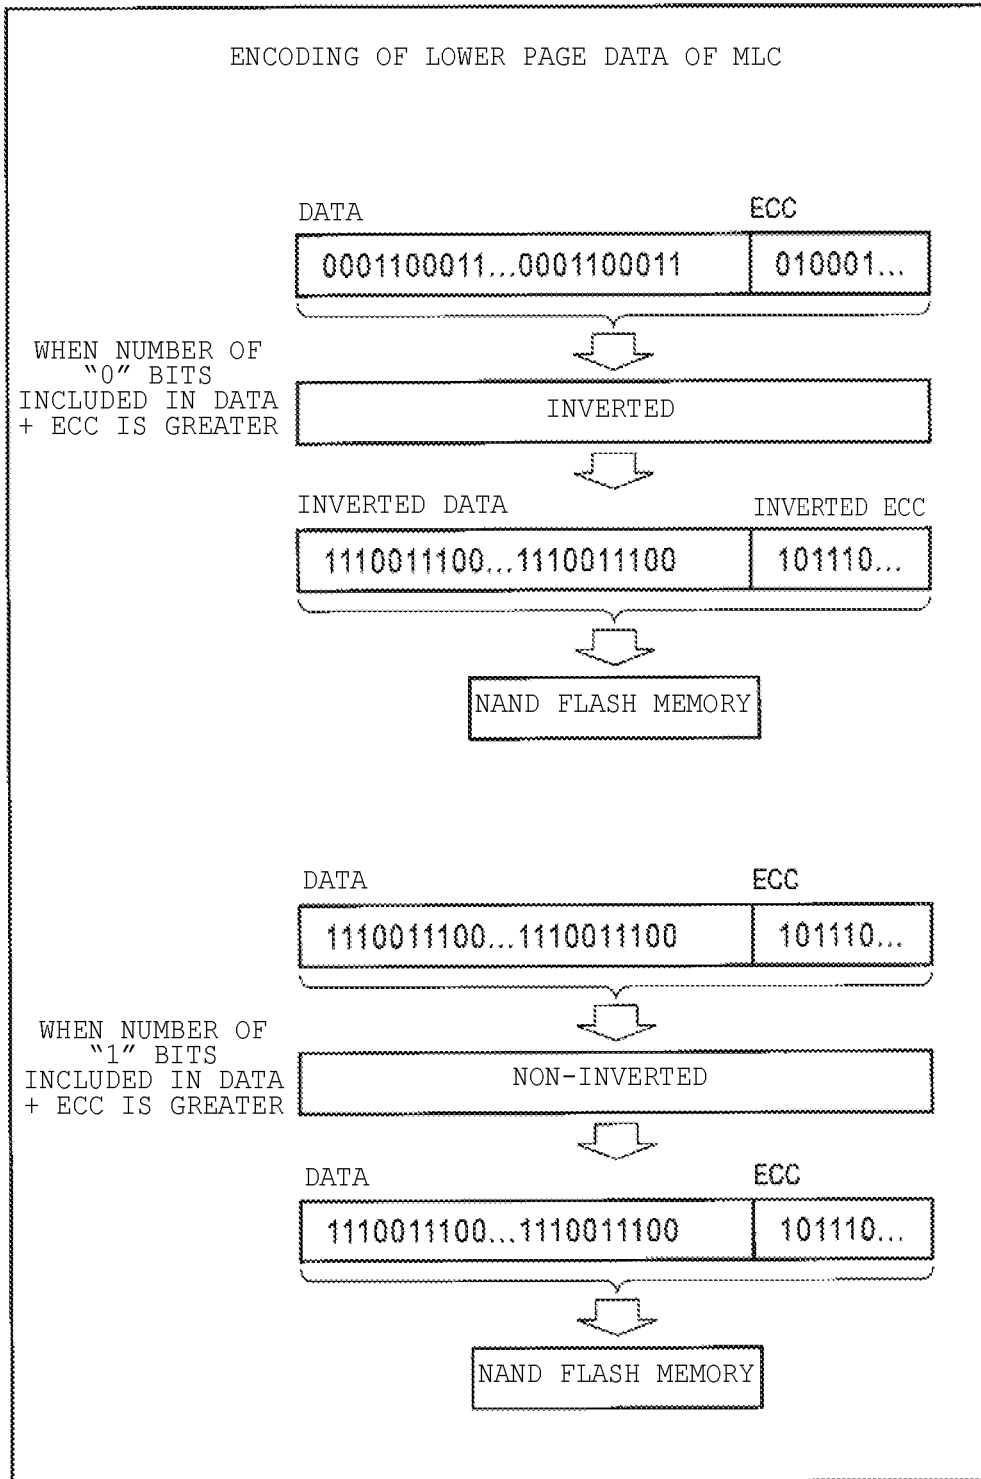 ENCODING OF LOWER PAGE DATA OF MLC
DATA ECC
0001100011...0001100011 010001...
WHEN NUMBER OF
"0" BITS
INCLUDED IN DATA
+ ECC IS GREATER
INVERTED
INVERTED DATA INVERTED ECC
1110011100...1110011100 101110...
NAND FLASH MEMORY
DATA ECC
1110011100...1110011100 101110...
WHEN NUMBER OF
"1" BITS
INCLUDED IN DATA
+ ECC IS GREATER
NON-INVERTED
DATA ECC
1110011100...1110011100 101110...
NAND FLASH MEMORY